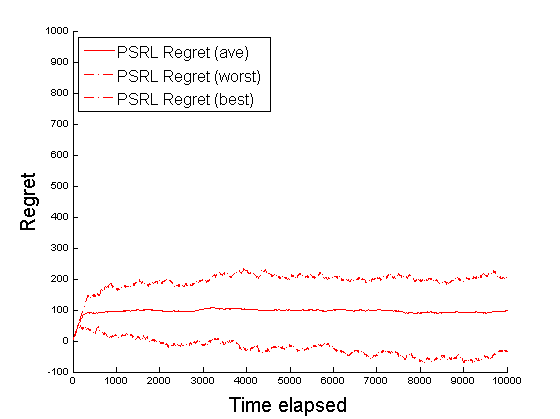 1000
900
800
700
600
500
400
300
200
100
0
-100
Regret
PSRL Regret (ave)
PSRL Regret (worst)
PSRL Regret (best)
0 1000 2000 3000 4000 5000 6000 7000 8000 9000 10000
Time elapsed